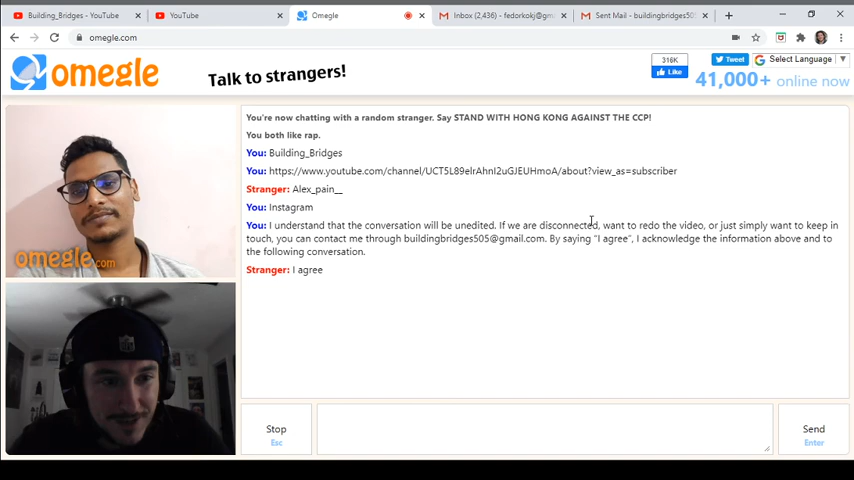 Building_Bridges - YouTube
YouTube
Omegle
Inbox (2,436) - fedorkokj@gm
Sent Mail - buildingbridges505
omegle.com
omegle
Talk to strangers!
316K
Like
Tweet
Select Language
41,000+ online now
You're now chatting with a random stranger. Say STAND WITH HONG KONG AGAINST THE CCP!
You both like rap.
You: Building_Bridges
You: https://www.youtube.com/channel/UCT5L89elrAhnI2uGJEUHmoA/about?view_as=subscriber
Stranger: Alex_pain__
You: Instagram
You: I understand that the conversation will be unedited. If we are disconnected, want to redo the video, or just simply want to keep in
touch, you can contact me through buildingbridges505@gmail.com. By saying "I agree", I acknowledge the information above and to
the following conversation.
Stranger: I agree
omegle.com
NFL
Stop
Esc
Send
Enter